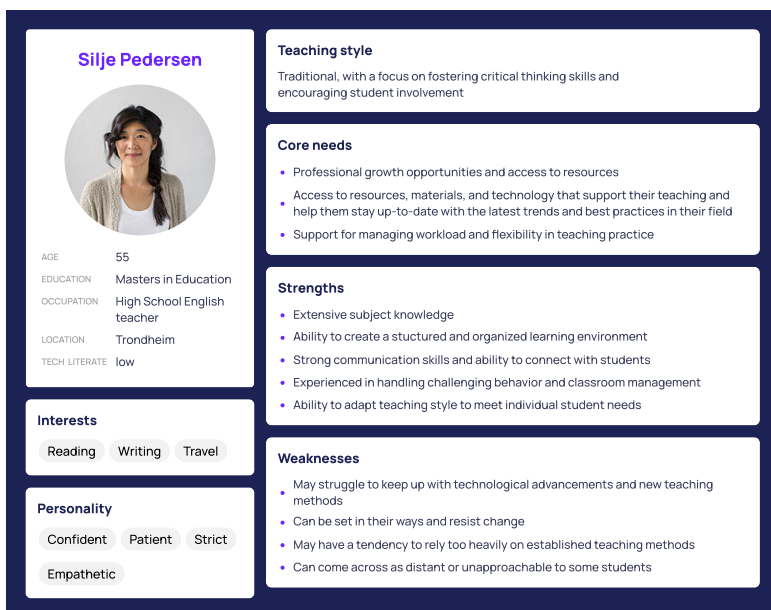 Silje Pedersen
AGE 55
EDUCATION Masters in Education
OCCUPATION High School English
teacher
LOCATION Trondheim
TECH LITERATE low
Interests
Reading Writing Travel
Personality
Confident Patient Strict
Empathetic
Teaching style
Traditional, with a focus on fostering critical thinking skills and
encouraging student involvement
Core needs
• Professional growth opportunities and access to resources
• Access to resources, materials, and technology that support their teaching and
help them stay up-to-date with the latest trends and best practices in their field
• Support for managing workload and flexibility in teaching practice
Strengths
• Extensive subject knowledge
• Ability to create a stuctured and organized learning environment
• Strong communication skills and ability to connect with students
• Experienced in handling challenging behavior and classroom management
• Ability to adapt teaching style to meet individual student needs
Weaknesses
• May struggle to keep up with technological advancements and new teaching
methods
• Can be set in their ways and resist change
• May have a tendency to rely too heavily on established teaching methods
• Can come across as distant or unapproachable to some students